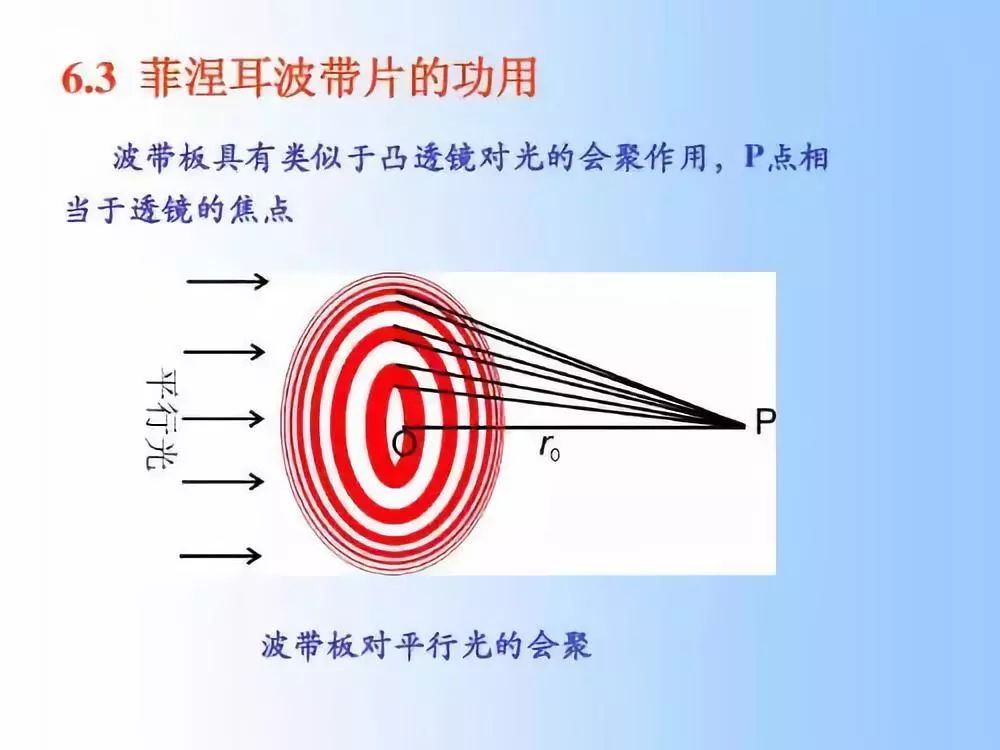 6.3 菲涅耳波带片的功用
波带板具有类似于凸透镜对光的会聚作用，P点相
当于透镜的焦点
平行光
O
r₀
P
波带板对平行光的会聚